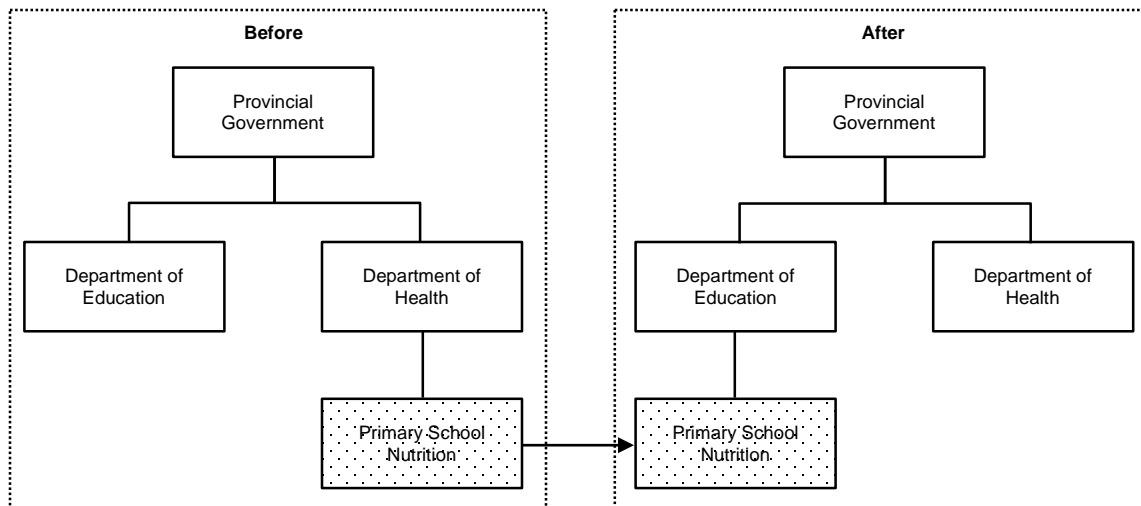 Before
Provincial
Government
Department of
Education
Department of
Health
Primary School
Nutrition
After
Provincial
Government
Department of
Education
Department of
Health
Primary School
Nutrition